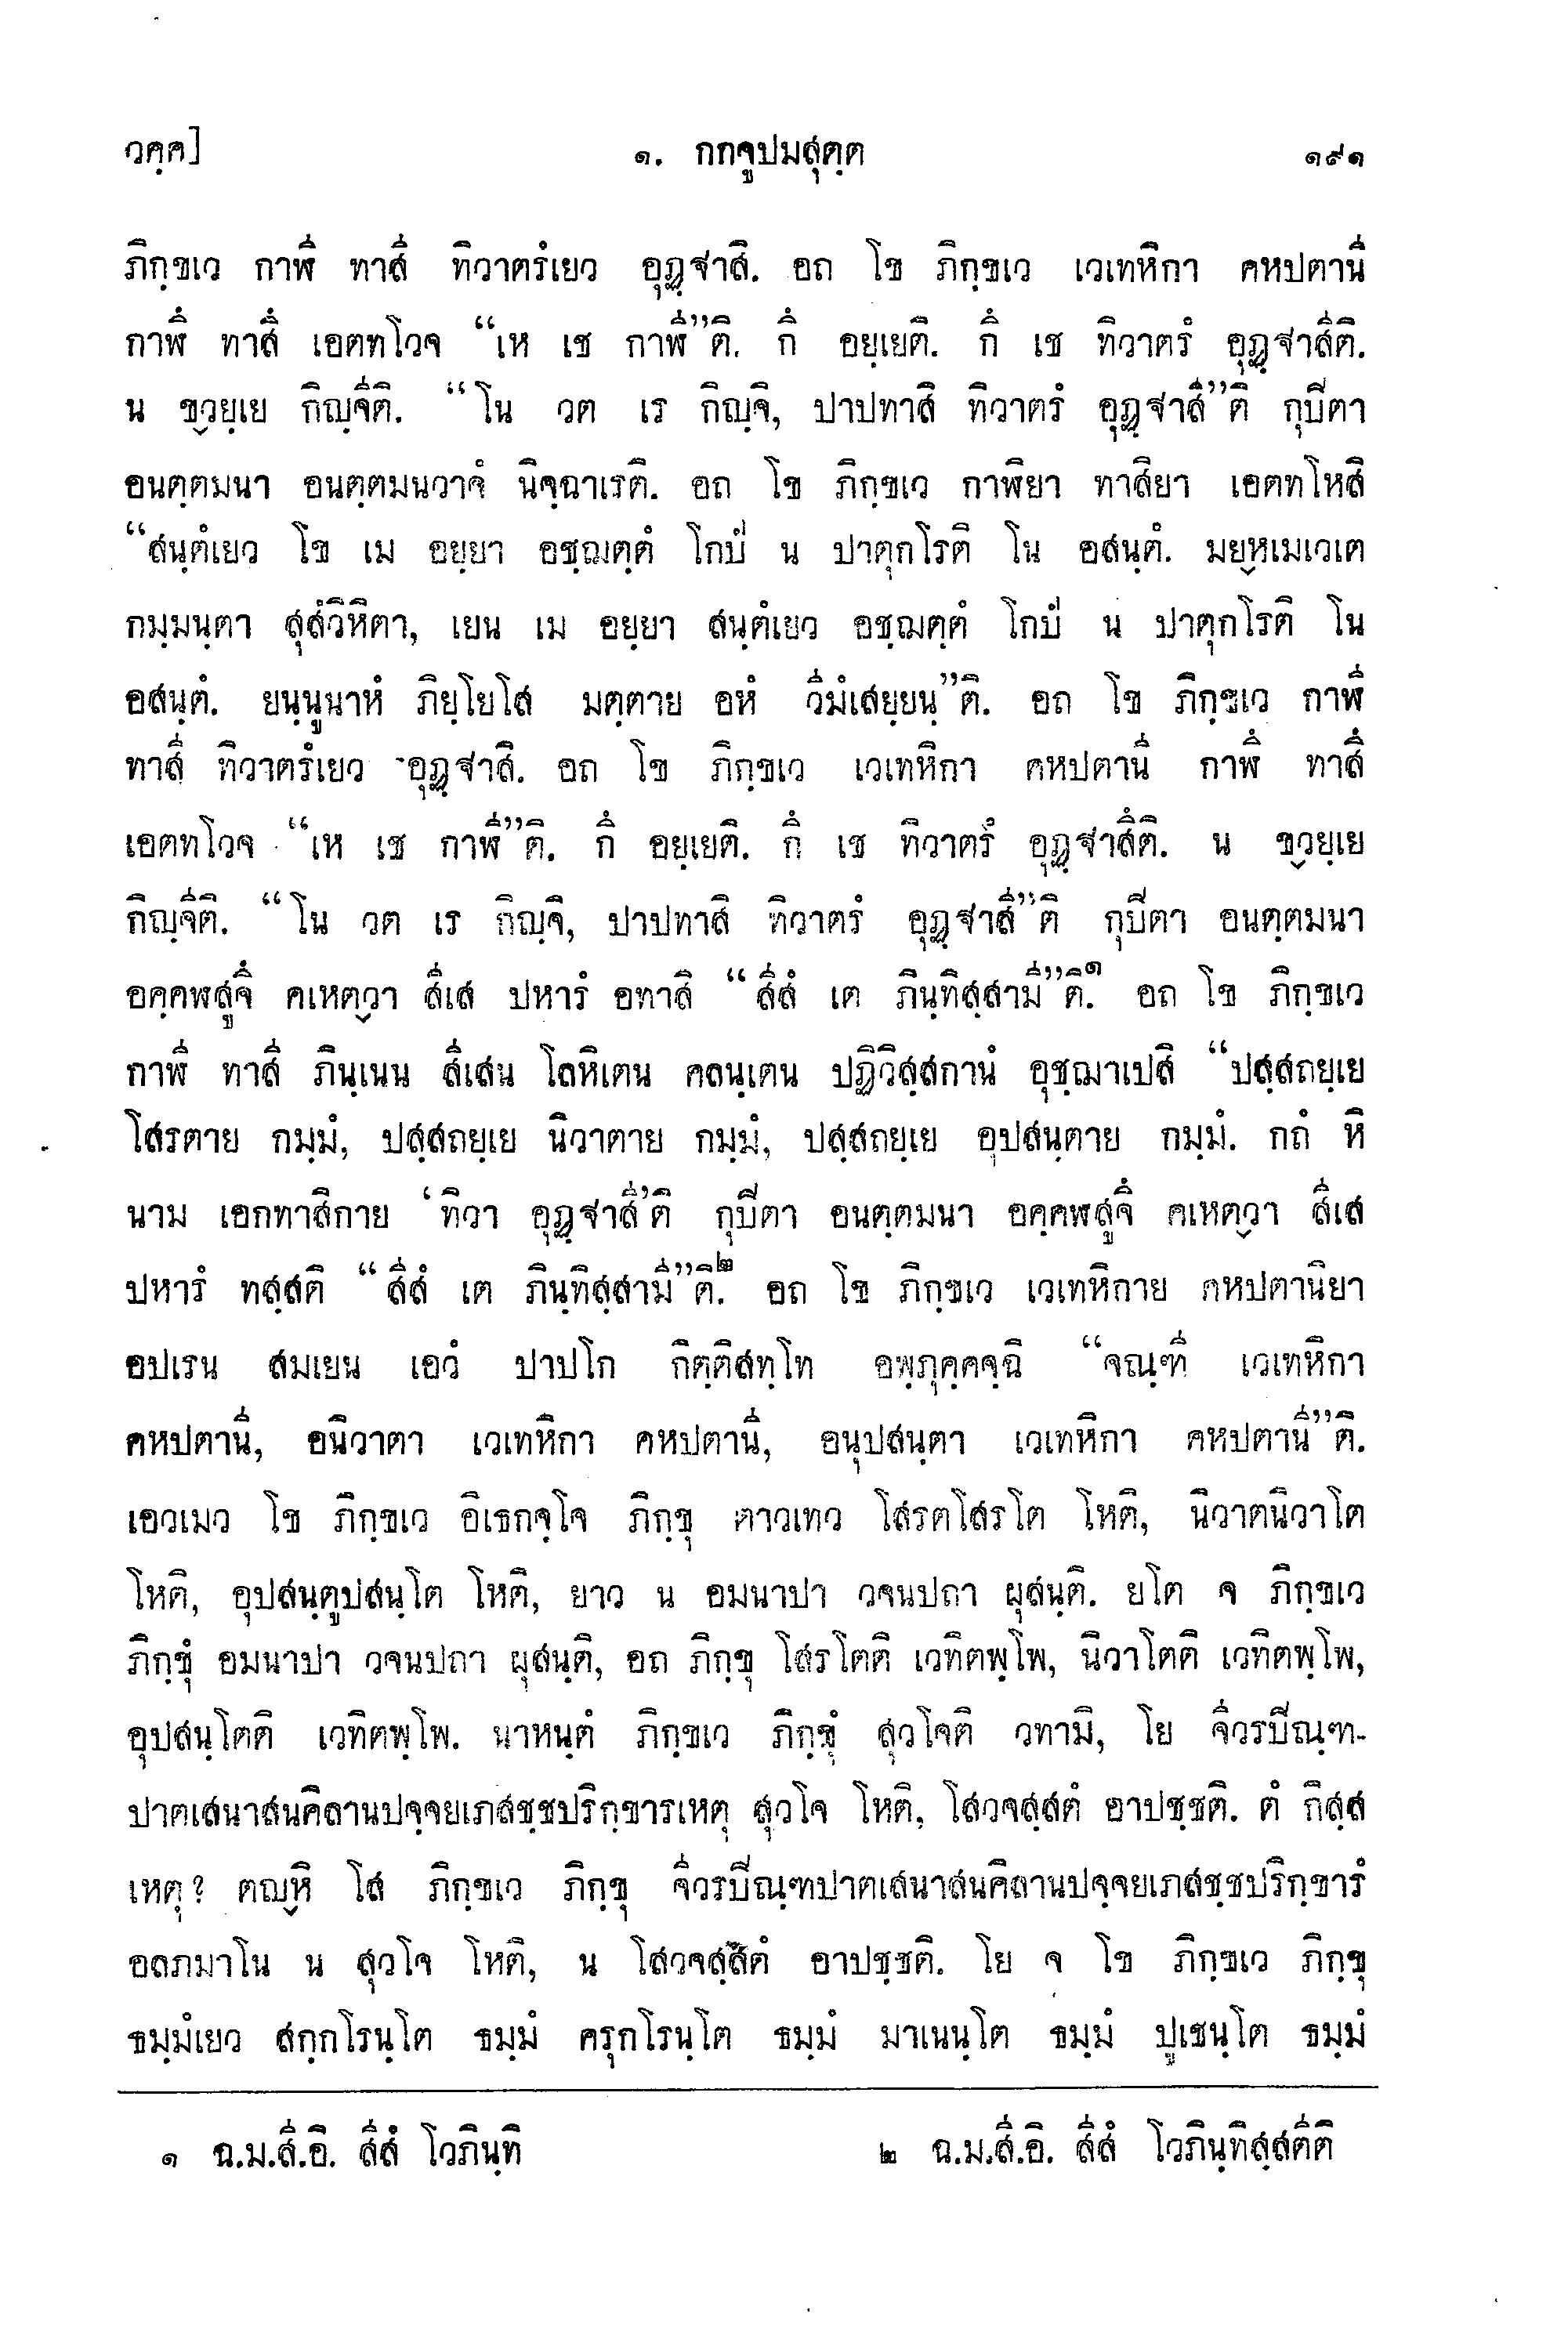 วคฺค]
๑. กกจูปมสุตฺต
๑๙๑
ภิกฺขเว กาฬี ทาสี ทิวาตรํเยว อุฏฺฐาสิ. อถ โข ภิกฺขเว เวเทหิกา คหปตานี
กาฬึ ทาสึ เอตทโวจ “เห เช กาฬี”ติ. กึ อยฺเยติ. กึ เช ทิวาตรํ อุฏฺฐาสีติ.
น ขฺวยฺเย กิญฺจีติ. “โน วต เร กิญฺจิ, ปาปทาสิ ทิวาตรํ อุฏฺฐาสี”ติ กุปิตา
อนตฺตมนา อนตฺตมนวาจํ นิจฺฉาเรติ. อถ โข ภิกฺขเว กาฬิยา ทาสิยา เอตทโหสิ
“สนฺตํเยว โข เม อยฺยา อชฺฌตฺตํ โกปํ น ปาตุกโรติ โน อสนฺตํ. มยฺหเมเวเต
กมฺมนฺตา สุสํวิหิตา, เยน เม อยฺยา สนฺตํเยว อชฺฌตฺตํ โกปํ น ปาตุกโรติ โน
อสนฺตํ. ยนฺนูนาหํ ภิยฺโยโส มตฺตาย อหํ วีมํเสยฺยนฺ”ติ. อถ โข ภิกฺขเว กาฬี
ทาสี ทิวาตรํเยว อุฏฺฐาสิ. อถ โข ภิกฺขเว เวเทหิกา คหปตานี กาฬึ ทาสึ
เอตทโวจ “เห เช กาฬี”ติ. กึ อยฺเยติ. กึ เช ทิวาตรํ อุฏฺฐาสีติ. น ขฺวยฺเย
กิญฺจีติ. “โน วต เร กิญฺจิ, ปาปทาสิ ทิวาตรํ อุฏฺฐาสี”ติ กุปิตา อนตฺตมนา
อคฺคฬสูจึ คเหตฺวา สีเส ปหารํ อทาสิ “สีสํ เต ภินฺทิสฺสามี”ติ.๑ อถ โข ภิกฺขเว
กาฬี ทาสี ภินฺเนน สีเสน โลหิเตน คลนฺเตน ปฏิวิสฺสกานํ อุชฺฌาเปสิ “ปสฺสถยฺเย
โสรตาย กมฺมํ, ปสฺสถยฺเย นิวาตาย กมฺมํ, ปสฺสถยฺเย อุปสนฺตาย กมฺมํ. กถํ หิ
นาม เอกทาสิกาย ‘ทิวา อุฏฺฐาสี’ติ กุปิตา อนตฺตมนา อคฺคฬสูจึ คเหตฺวา สีเส
ปหารํ ทสฺสติ “สีสํ เต ภินฺทิสฺสามี”ติ.๒ อถ โข ภิกฺขเว เวเทหิกาย คหปตานิยา
อปเรน สมเยน เอวํ ปาปโก กิตฺติสทฺโท อพฺภุคฺคจฺฉิ “จณฺฑี เวเทหิกา
คหปตานี, อนิวาตา เวเทหิกา คหปตานี, อนุปสนฺตา เวเทหิกา คหปตานี”ติ.
เอวเมว โข ภิกฺขเว อิเธกจฺโจ ภิกฺขุ ตาวเทว โสรตโสรโต โหติ, นิวาตนิวาโต
โหติ, อุปสนฺตูปสนฺโต โหติ, ยาว น อมนาปา วจนปถา ผุสนฺติ. ยโต จ ภิกฺขเว
ภิกฺขุํ อมนาปา วจนปถา ผุสนฺติ, อถ ภิกฺขุ โสรโตติ เวทิตพฺโพ, นิวาโตติ เวทิตพฺโพ,
อุปสนฺโตติ เวทิตพฺโพ. นาหนฺตํ ภิกฺขเว ภิกฺขุํ สุวโจติ วทามิ, โย จีวรปิณฺฑ-
ปาตเสนาสนคิลานปจฺจยเภสชฺชปริกฺขารเหตุ สุวโจ โหติ, โสวจสฺสตํ อาปชฺชติ. ตํ กิสฺส
เหตุ? ตญฺหิ โส ภิกฺขเว ภิกฺขุ จีวรปิณฺฑปาตเสนาสนคิลานปจฺจยเภสชฺชปริกฺขารํ
อลภมาโน น สุวโจ โหติ, น โสวจสฺสตํ อาปชฺชติ. โย จ โข ภิกฺขเว ภิกฺขุ
ธมฺมํเยว สกฺกโรนฺโต ธมฺมํ ครุกโรนฺโต ธมฺมํ มาเนนฺโต ธมฺมํ ปูเชนฺโต ธมฺมํ
๑ ฉ.ม.สี.อิ. สีสํ โวภินฺทิ
๒ ฉ.ม.สี.อิ. สีสํ โวภินฺทิสฺสตีติ